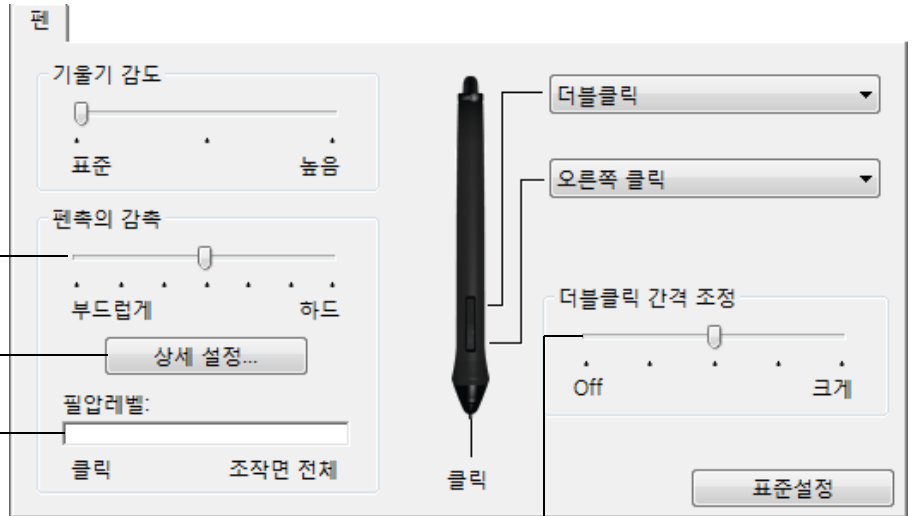 펜
기울기 감도
표준 높음
펜촉의 감촉
부드럽게 하드
상세 설정...
필압레벨:
클릭 조작면 전체
더블클릭
오른쪽 클릭
클릭
더블클릭 간격 조정
Off 크게
표준설정